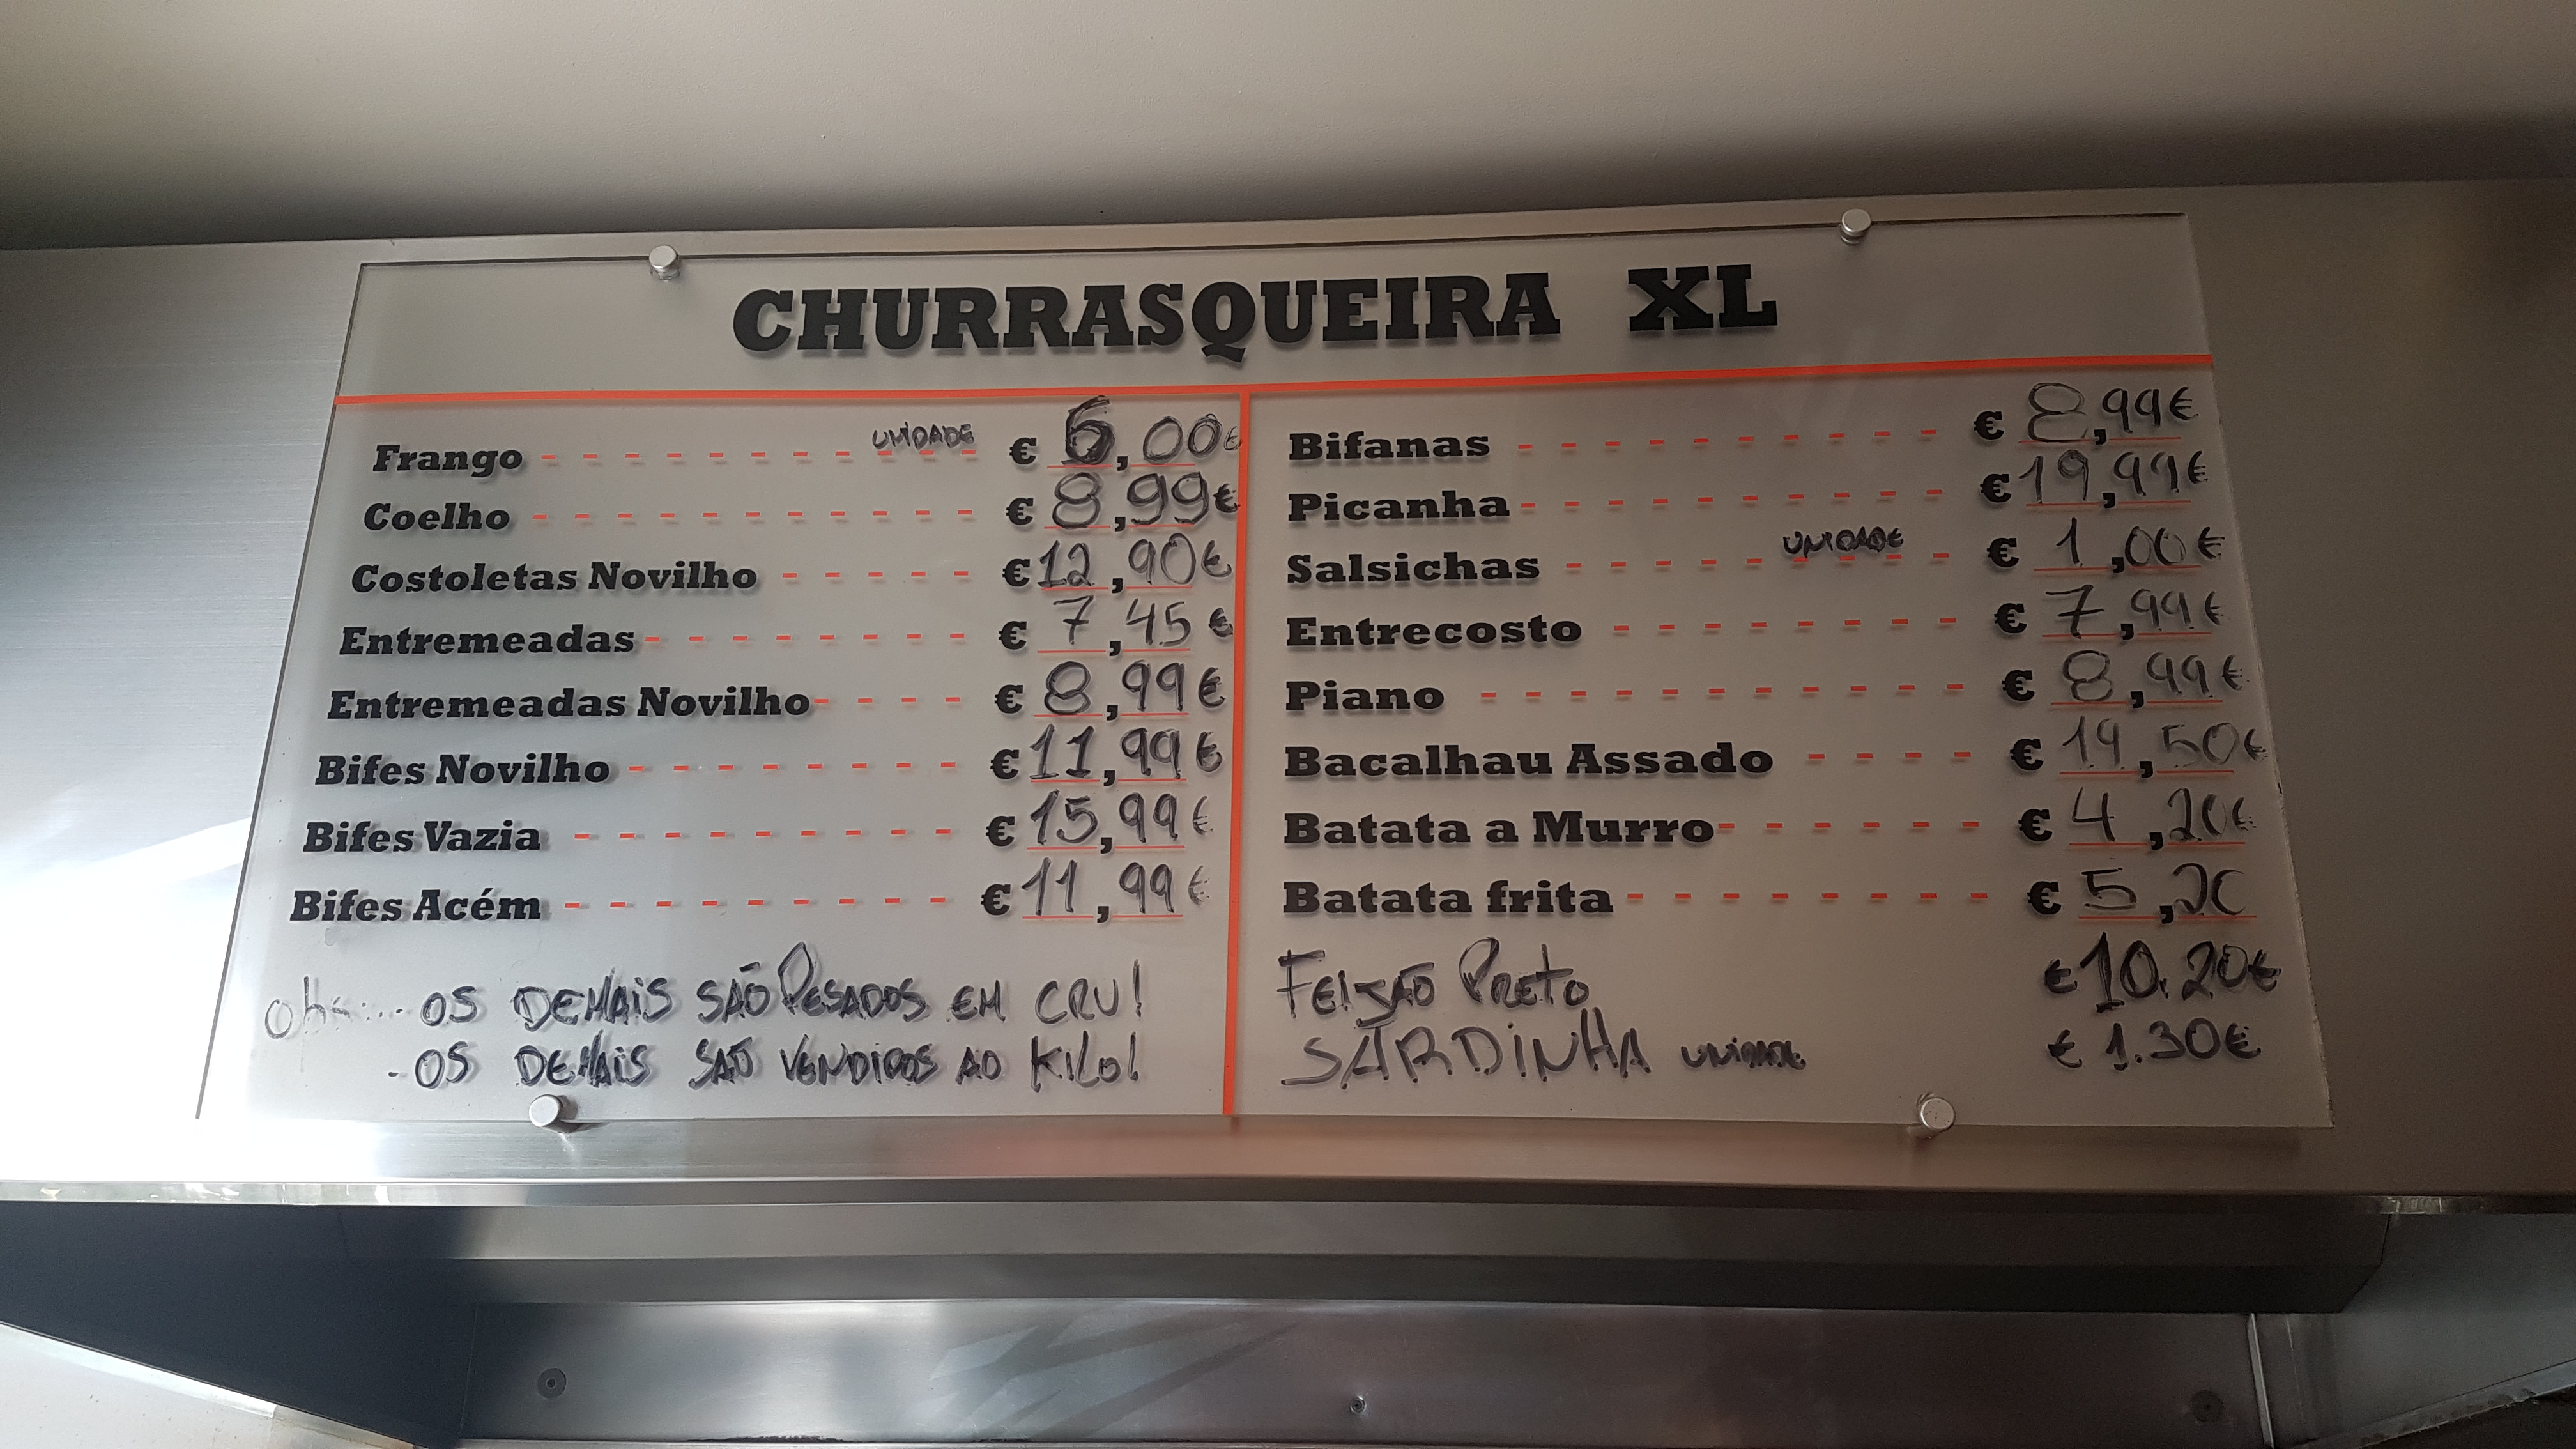 CHURRASQUEIRA XL
Frango - - - - - - - - - - UNIDADE € 6,00€
Coelho - - - - - - - - - - € 8,99€
Costoletas Novilho - - - - - € 12,90€
Entremeadas - - - - - - - - € 7,45€
Entremeadas Novilho - - - - € 8,99€
Bifes Novilho - - - - - - - - € 11,99€
Bifes Vazia - - - - - - - - - € 15,99€
Bifes Acém - - - - - - - - - € 11,99€
obs:.. OS DEMAIS SÃO PESADOS EM CRU!
- OS DEMAIS SÃO VENDIDOS AO KILO!
Bifanas - - - - - - - - - - € 8,99€
Picanha - - - - - - - - - - € 19,99€
Salsichas - - - - - - - - - UNIDADE € 1,00€
Entrecosto - - - - - - - - € 7,99€
Piano - - - - - - - - - - - € 8,99€
Bacalhau Assado - - - - € ,50€
Batata a Murro - - - - - - € 4,20€
Batata frita - - - - - - - - € 5,20
FEIJÃO PRETO €10.20€
SARDINHA UNIDADE € 1.30€